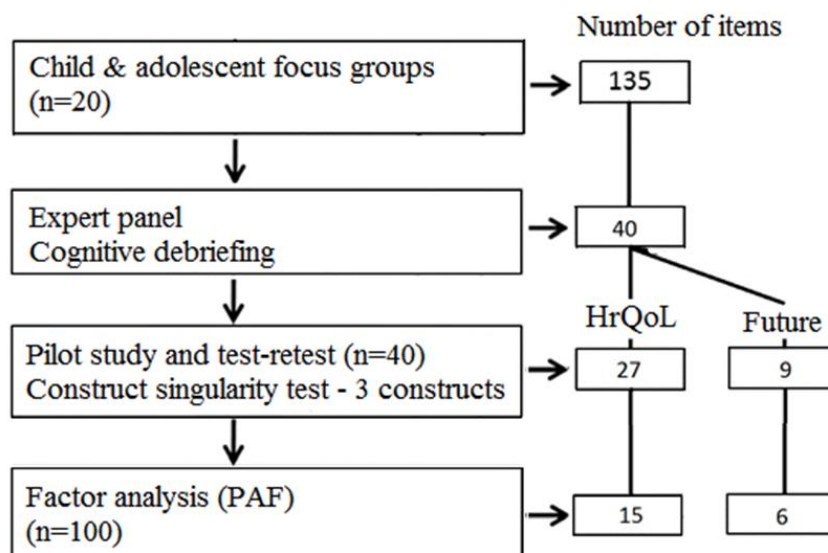 Number of items
Child & adolescent focus groups
(n=20)
135
Expert panel
Cognitive debriefing
40
HrQoL
Future
Pilot study and test-retest (n=40)
Construct singularity test - 3 constructs
27
9
Factor analysis (PAF)
(n=100)
15
6